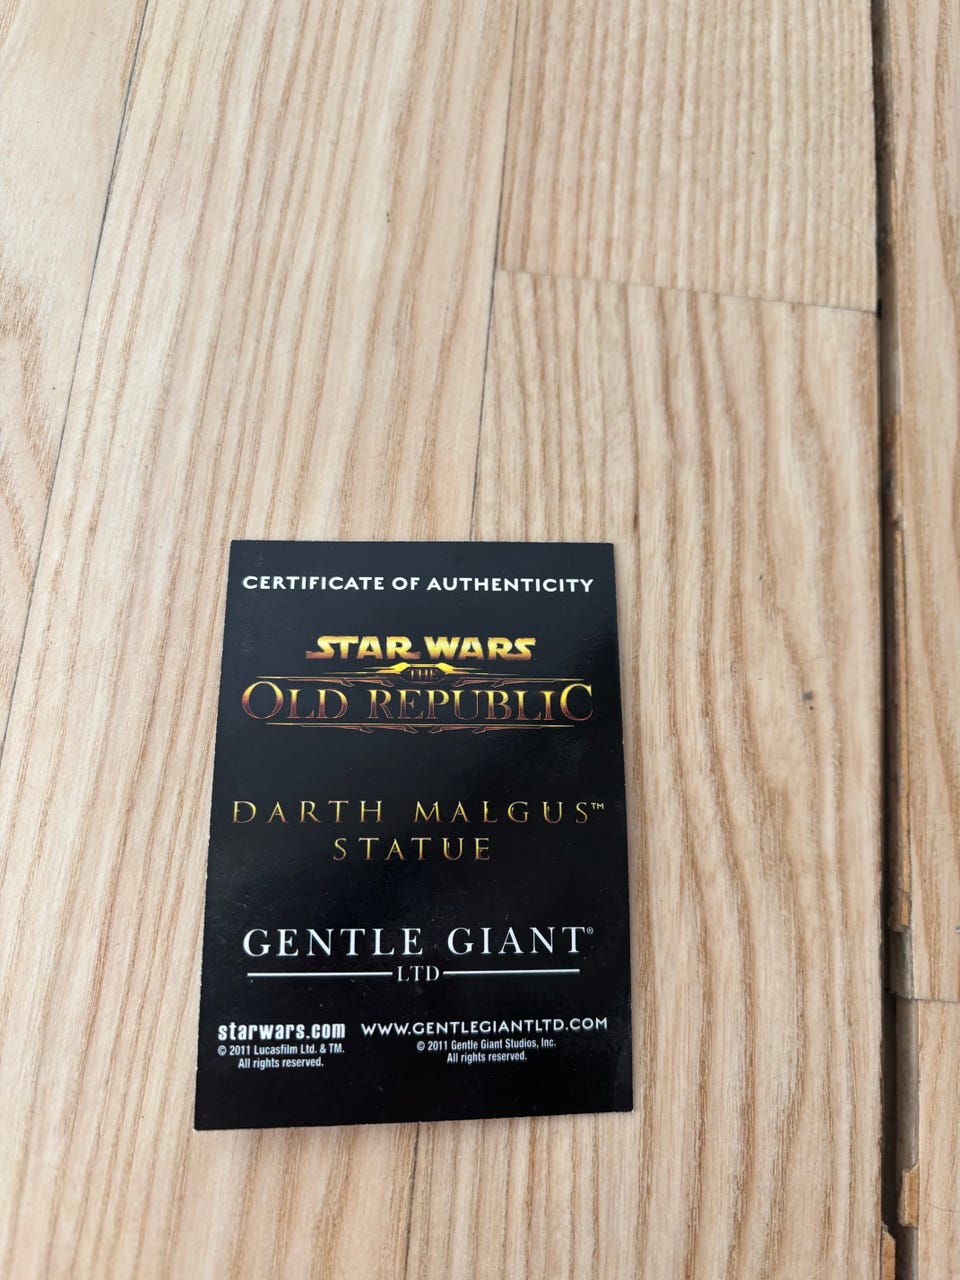 CERTIFICATE OF AUTHENTICITY
STAR WARS
THE
OLD REPUBLIC
DARTH MALGUS™
STATUE
GENTLE GIANT®
LTD
starwars.com
© 2011 Lucasfilm Ltd. & TM.
All rights reserved.
WWW.GENTLEGIANTLTD.COM
© 2011 Gentle Giant Studios, Inc.
All rights reserved.